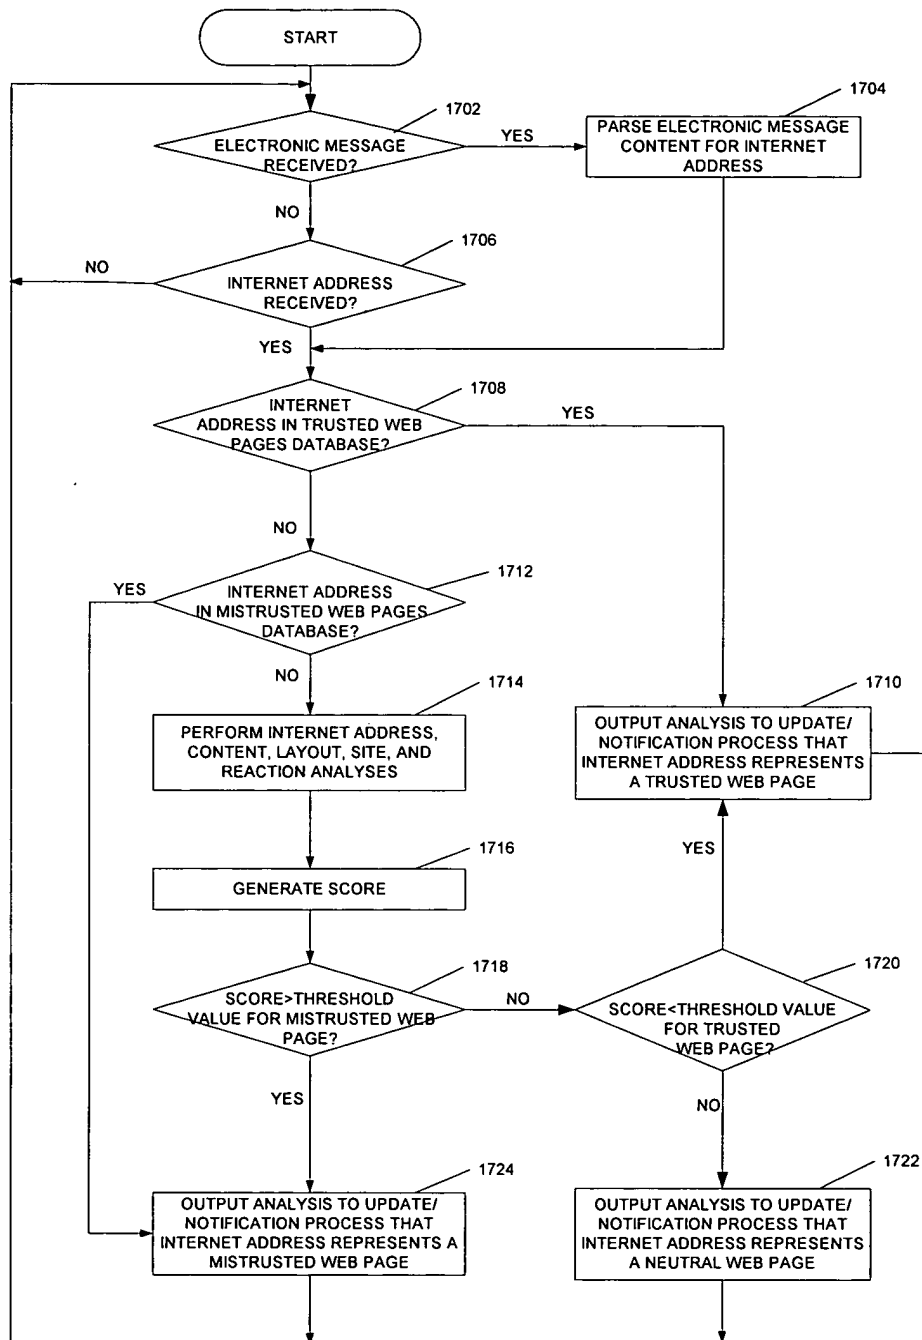 START
1702
ELECTRONIC MESSAGE
RECEIVED?
YES
1704
PARSE ELECTRONIC MESSAGE
CONTENT FOR INTERNET
ADDRESS
NO
1706
INTERNET ADDRESS
RECEIVED?
NO
YES
1708
INTERNET
ADDRESS IN TRUSTED WEB
PAGES DATABASE?
YES
NO
1712
INTERNET ADDRESS
IN MISTRUSTED WEB PAGES
DATABASE?
YES
NO
1714
PERFORM INTERNET ADDRESS,
CONTENT, LAYOUT, SITE, AND
REACTION ANALYSES
1710
OUTPUT ANALYSIS TO UPDATE/
NOTIFICATION PROCESS THAT
INTERNET ADDRESS REPRESENTS
A TRUSTED WEB PAGE
1716
GENERATE SCORE
YES
1718
SCORE>THRESHOLD
VALUE FOR MISTRUSTED WEB
PAGE?
NO
1720
SCORE<THRESHOLD VALUE
FOR TRUSTED
WEB PAGE?
YES
NO
1724
OUTPUT ANALYSIS TO UPDATE/
NOTIFICATION PROCESS THAT
INTERNET ADDRESS REPRESENTS A
MISTRUSTED WEB PAGE
1722
OUTPUT ANALYSIS TO UPDATE/
NOTIFICATION PROCESS THAT
INTERNET ADDRESS REPRESENTS
A NEUTRAL WEB PAGE